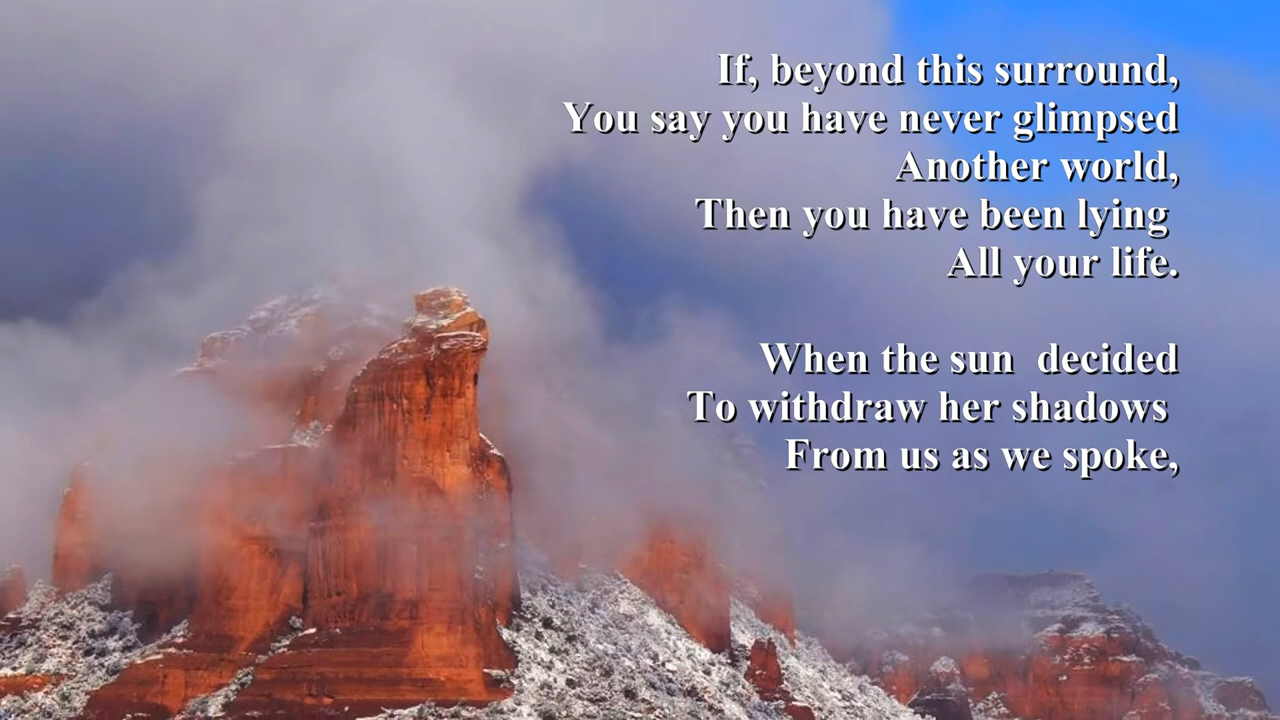 If, beyond this surround,
You say you have never glimpsed
Another world,
Then you have been lying
All your life.

When the sun  decided
To withdraw her shadows
From us as we spoke,